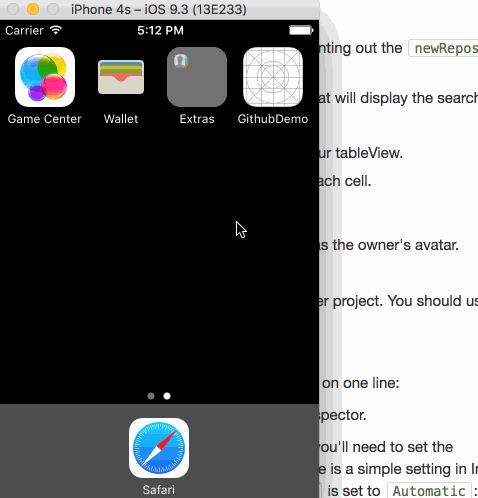 iPhone 4s – iOS 9.3 (13E233)
Carrier 5:12 PM
Game Center Wallet Extras GithubDemo
Safari
nting out the newRepos
at will display the search
ur tableView.
ach cell.
as the owner's avatar.
er project. You should us
on one line:
spector.
you'll need to set the
e is a simple setting in In
is set to Automatic :